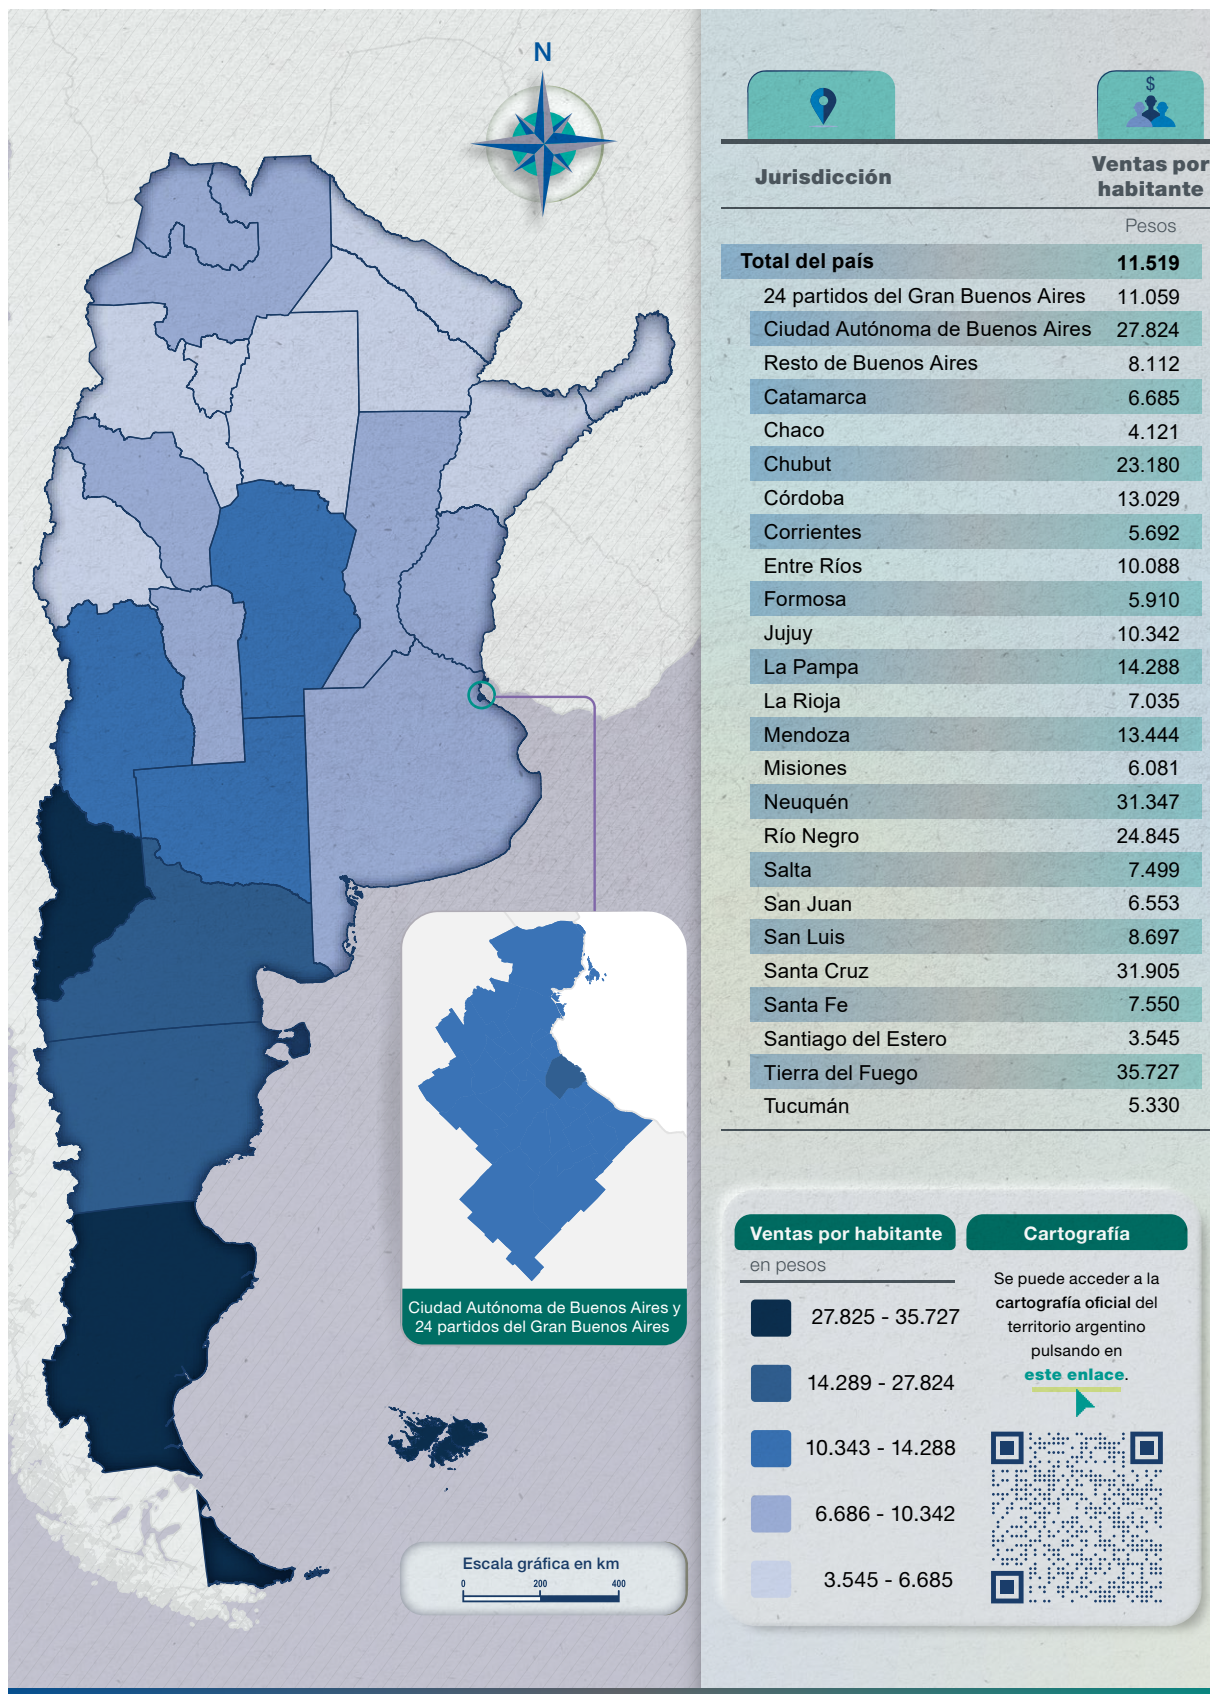 N
$
Jurisdicción
Ventas por
habitante
Pesos
Total del país 11.519
24 partidos del Gran Buenos Aires 11.059
Ciudad Autónoma de Buenos Aires 27.824
Resto de Buenos Aires 8.112
Catamarca 6.685
Chaco 4.121
Chubut 23.180
Córdoba 13.029
Corrientes 5.692
Entre Ríos 10.088
Formosa 5.910
Jujuy 10.342
La Pampa 14.288
La Rioja 7.035
Mendoza 13.444
Misiones 6.081
Neuquén 31.347
Río Negro 24.845
Salta 7.499
San Juan 6.553
San Luis 8.697
Santa Cruz 31.905
Santa Fe 7.550
Santiago del Estero 3.545
Tierra del Fuego 35.727
Tucumán 5.330
Ciudad Autónoma de Buenos Aires y
24 partidos del Gran Buenos Aires
Escala gráfica en km
0 200 400
Ventas por habitante
en pesos
27.825 - 35.727
14.289 - 27.824
10.343 - 14.288
6.686 - 10.342
3.545 - 6.685
Cartografía
Se puede acceder a la
cartografía oficial del
territorio argentino
pulsando en
este enlace.